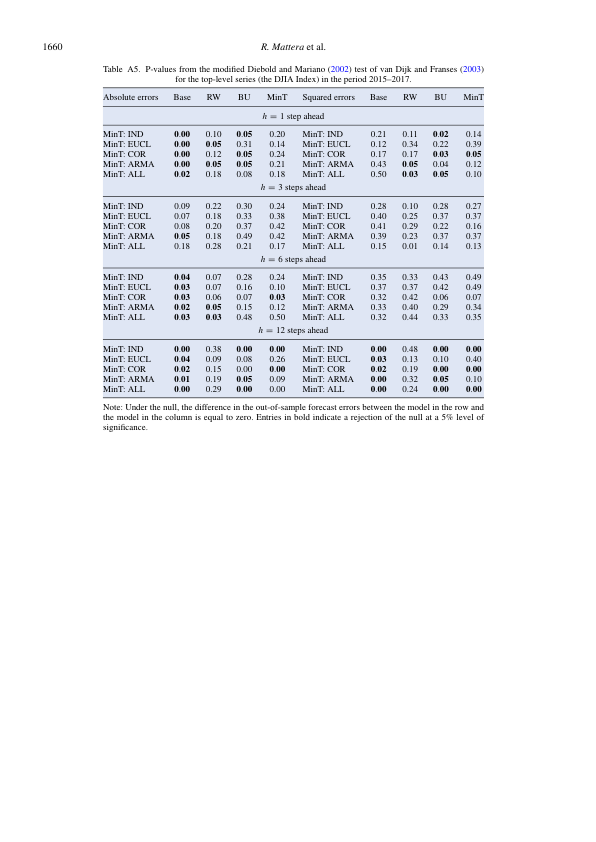 1660
R. Mattera et al.
Table A5. P-values from the modified Diebold and Mariano (2002) test of van Dijk and Franses (2003)
for the top-level series (the DJIA Index) in the period 2015–2017.
Absolute errors Base RW BU MinT Squared errors Base RW BU MinT
h = 1 step ahead
MinT: IND 0.00 0.10 0.05 0.20 MinT: IND 0.21 0.11 0.02 0.14
MinT: EUCL 0.00 0.05 0.31 0.14 MinT: EUCL 0.12 0.34 0.22 0.39
MinT: COR 0.00 0.12 0.05 0.24 MinT: COR 0.17 0.17 0.03 0.05
MinT: ARMA 0.00 0.05 0.05 0.21 MinT: ARMA 0.43 0.05 0.04 0.12
MinT: ALL 0.02 0.18 0.08 0.18 MinT: ALL 0.50 0.03 0.05 0.10
h = 3 steps ahead
MinT: IND 0.09 0.22 0.30 0.24 MinT: IND 0.28 0.10 0.28 0.27
MinT: EUCL 0.07 0.18 0.33 0.38 MinT: EUCL 0.40 0.25 0.37 0.37
MinT: COR 0.08 0.20 0.37 0.42 MinT: COR 0.41 0.29 0.22 0.16
MinT: ARMA 0.05 0.18 0.49 0.42 MinT: ARMA 0.39 0.23 0.37 0.37
MinT: ALL 0.18 0.28 0.21 0.17 MinT: ALL 0.15 0.01 0.14 0.13
h = 6 steps ahead
MinT: IND 0.04 0.07 0.28 0.24 MinT: IND 0.35 0.33 0.43 0.49
MinT: EUCL 0.03 0.07 0.16 0.10 MinT: EUCL 0.37 0.37 0.42 0.49
MinT: COR 0.03 0.06 0.07 0.03 MinT: COR 0.32 0.42 0.06 0.07
MinT: ARMA 0.02 0.05 0.15 0.12 MinT: ARMA 0.33 0.40 0.29 0.34
MinT: ALL 0.03 0.03 0.48 0.50 MinT: ALL 0.32 0.44 0.33 0.35
h = 12 steps ahead
MinT: IND 0.00 0.38 0.00 0.00 MinT: IND 0.00 0.48 0.00 0.00
MinT: EUCL 0.04 0.09 0.08 0.26 MinT: EUCL 0.03 0.13 0.10 0.40
MinT: COR 0.02 0.15 0.00 0.00 MinT: COR 0.02 0.19 0.00 0.00
MinT: ARMA 0.01 0.19 0.05 0.09 MinT: ARMA 0.00 0.32 0.05 0.10
MinT: ALL 0.00 0.29 0.00 0.00 MinT: ALL 0.00 0.24 0.00 0.00
Note: Under the null, the difference in the out-of-sample forecast errors between the model in the row and
the model in the column is equal to zero. Entries in bold indicate a rejection of the null at a 5% level of
significance.